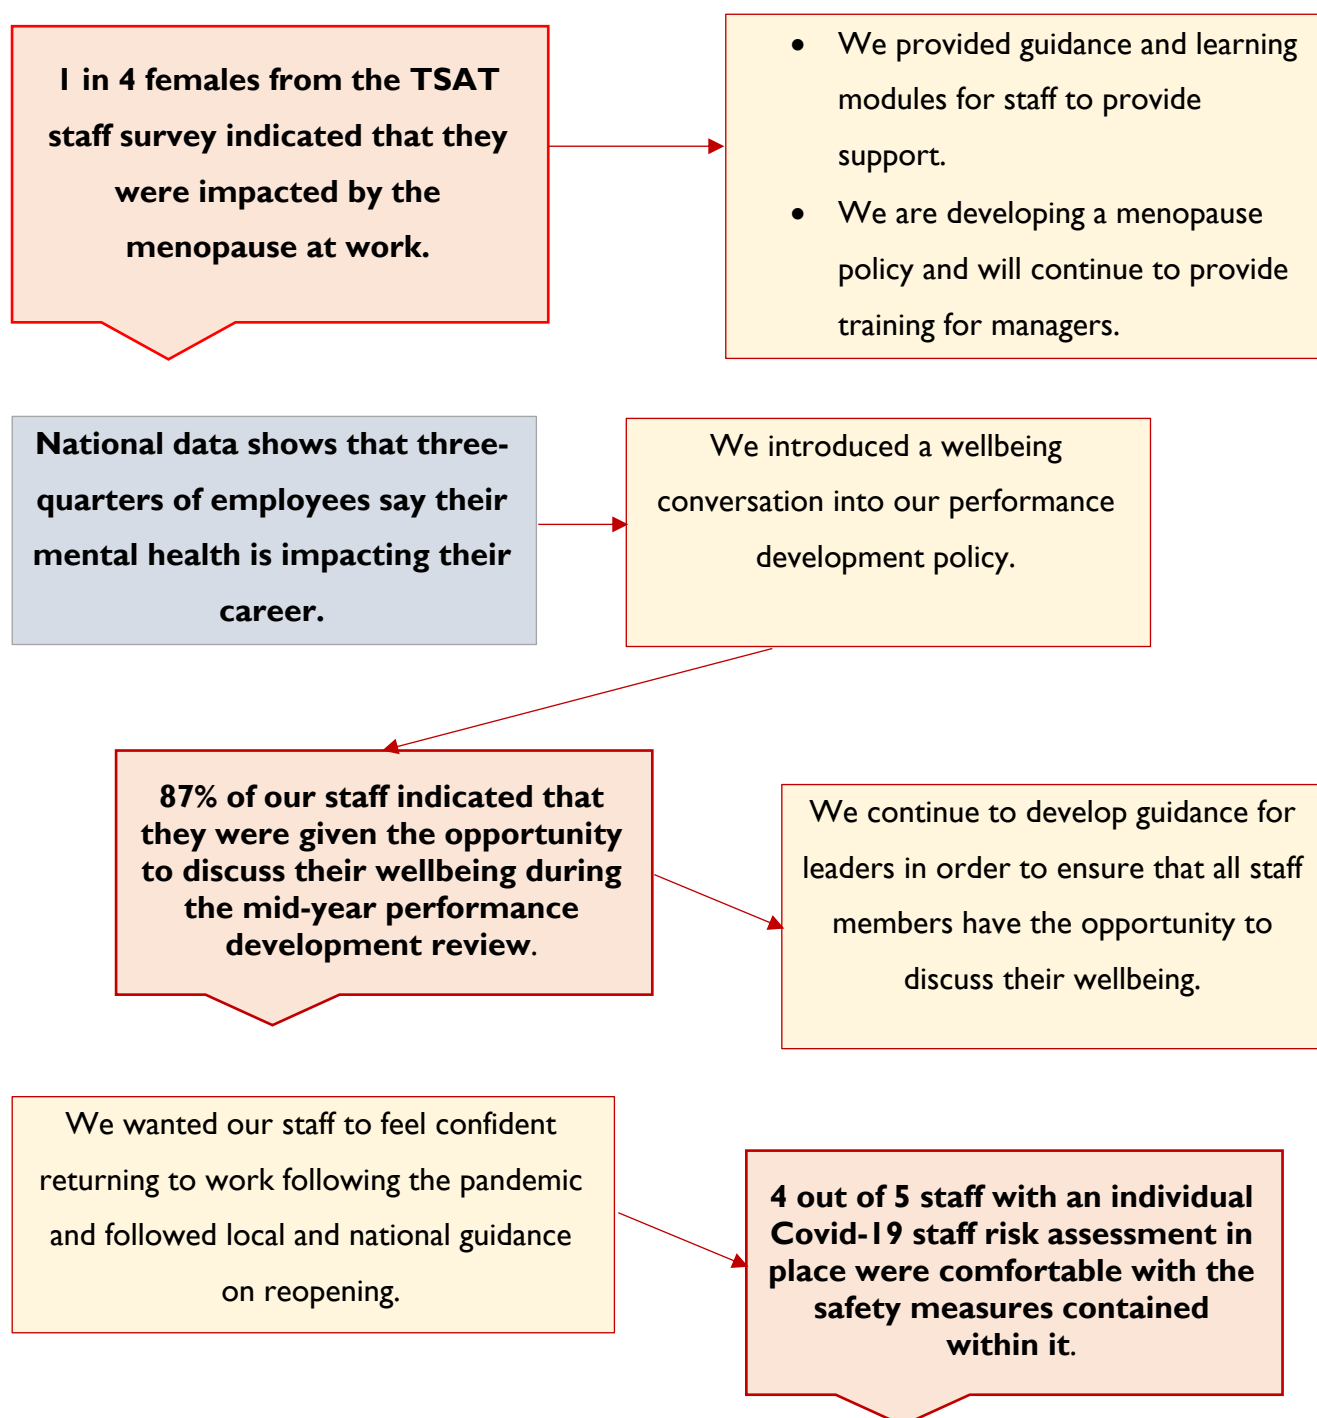 1 in 4 females from the TSAT
staff survey indicated that they
were impacted by the
menopause at work.
• We provided guidance and learning
modules for staff to provide
support.
• We are developing a menopause
policy and will continue to provide
training for managers.
National data shows that three-
quarters of employees say their
mental health is impacting their
career.
We introduced a wellbeing
conversation into our performance
development policy.
87% of our staff indicated that
they were given the opportunity
to discuss their wellbeing during
the mid-year performance
development review.
We continue to develop guidance for
leaders in order to ensure that all staff
members have the opportunity to
discuss their wellbeing.
We wanted our staff to feel confident
returning to work following the pandemic
and followed local and national guidance
on reopening.
4 out of 5 staff with an individual
Covid-19 staff risk assessment in
place were comfortable with the
safety measures contained
within it.